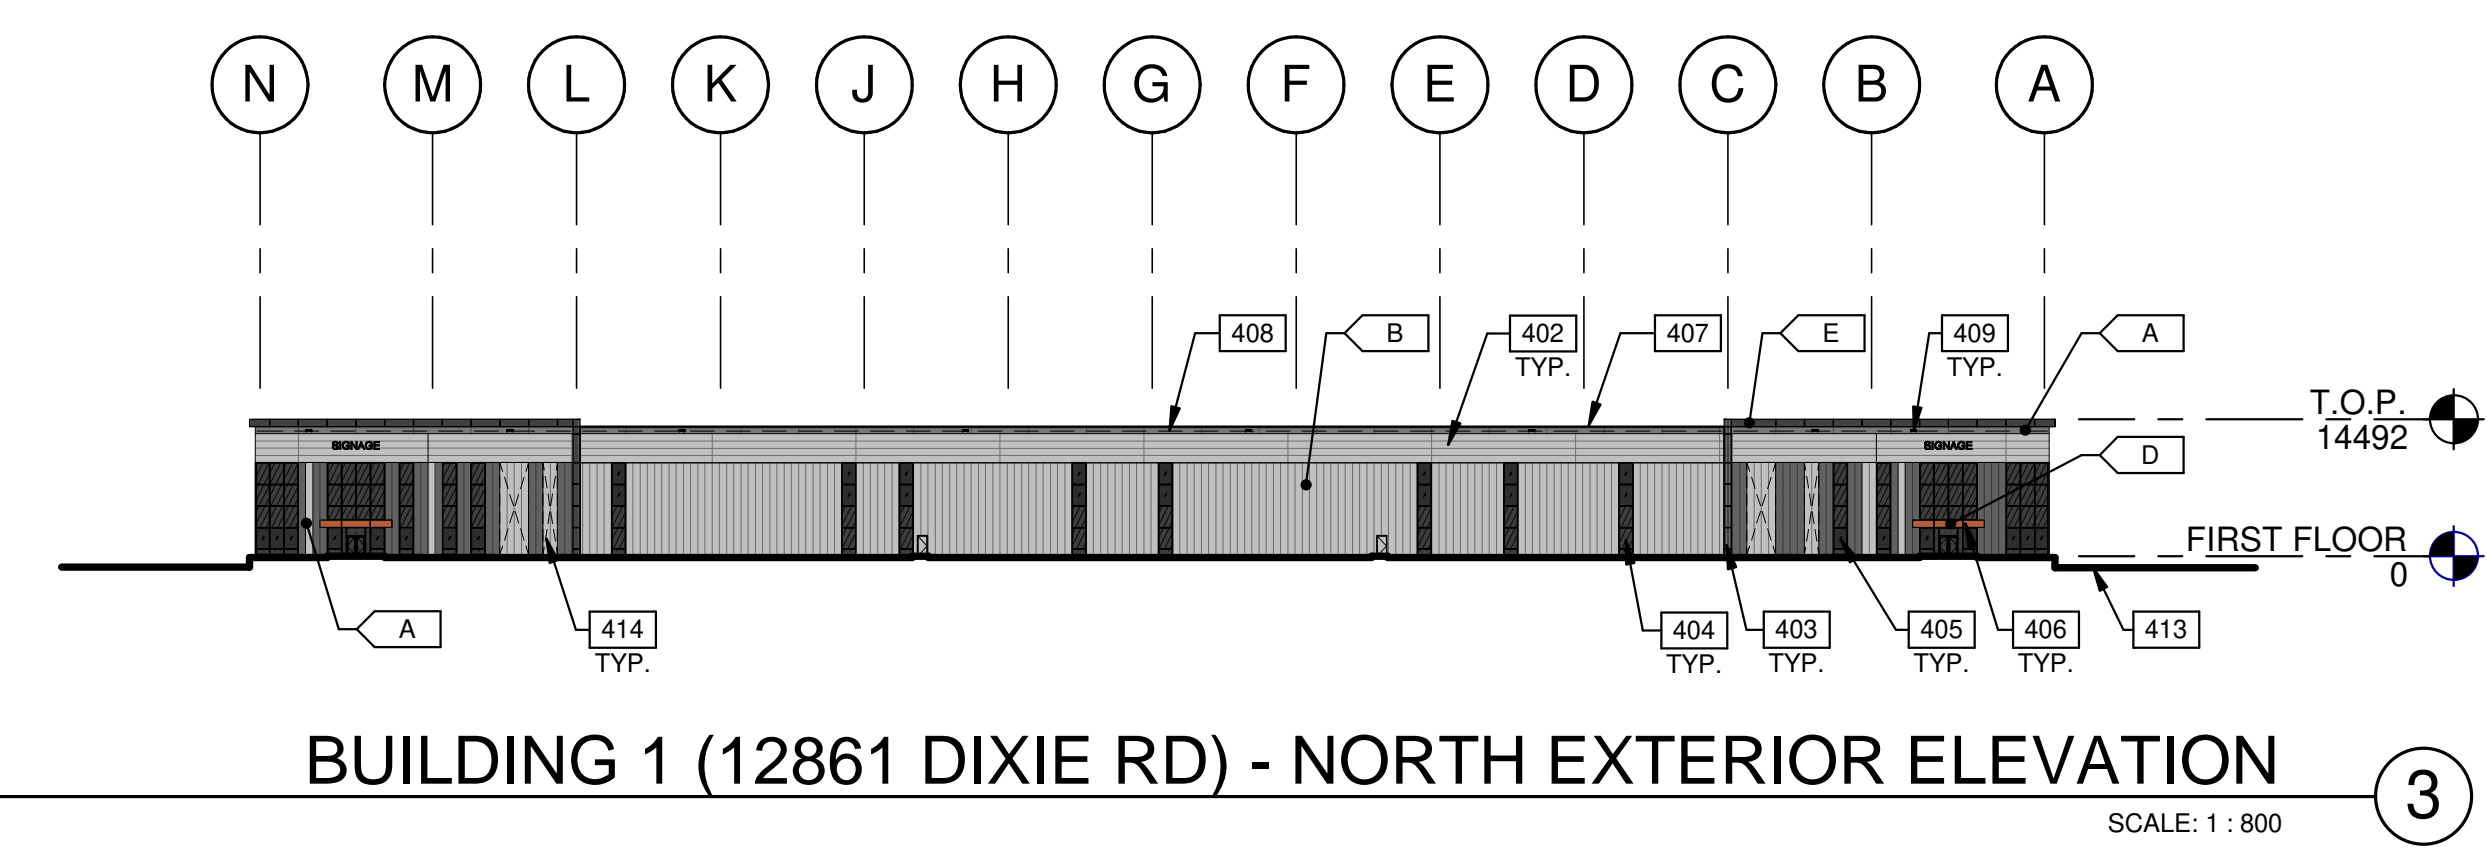 N M L K J H G F E D C B A
408 B 402 407 E 409 A
TYP. TYP.
T.O.P.
14492
SIGNAGE SIGNAGE
D
FIRST FLOOR
0
A 414 404 403 405 406 413
TYP. TYP. TYP. TYP. TYP.
BUILDING 1 (12861 DIXIE RD) - NORTH EXTERIOR ELEVATION
3
SCALE: 1 : 800